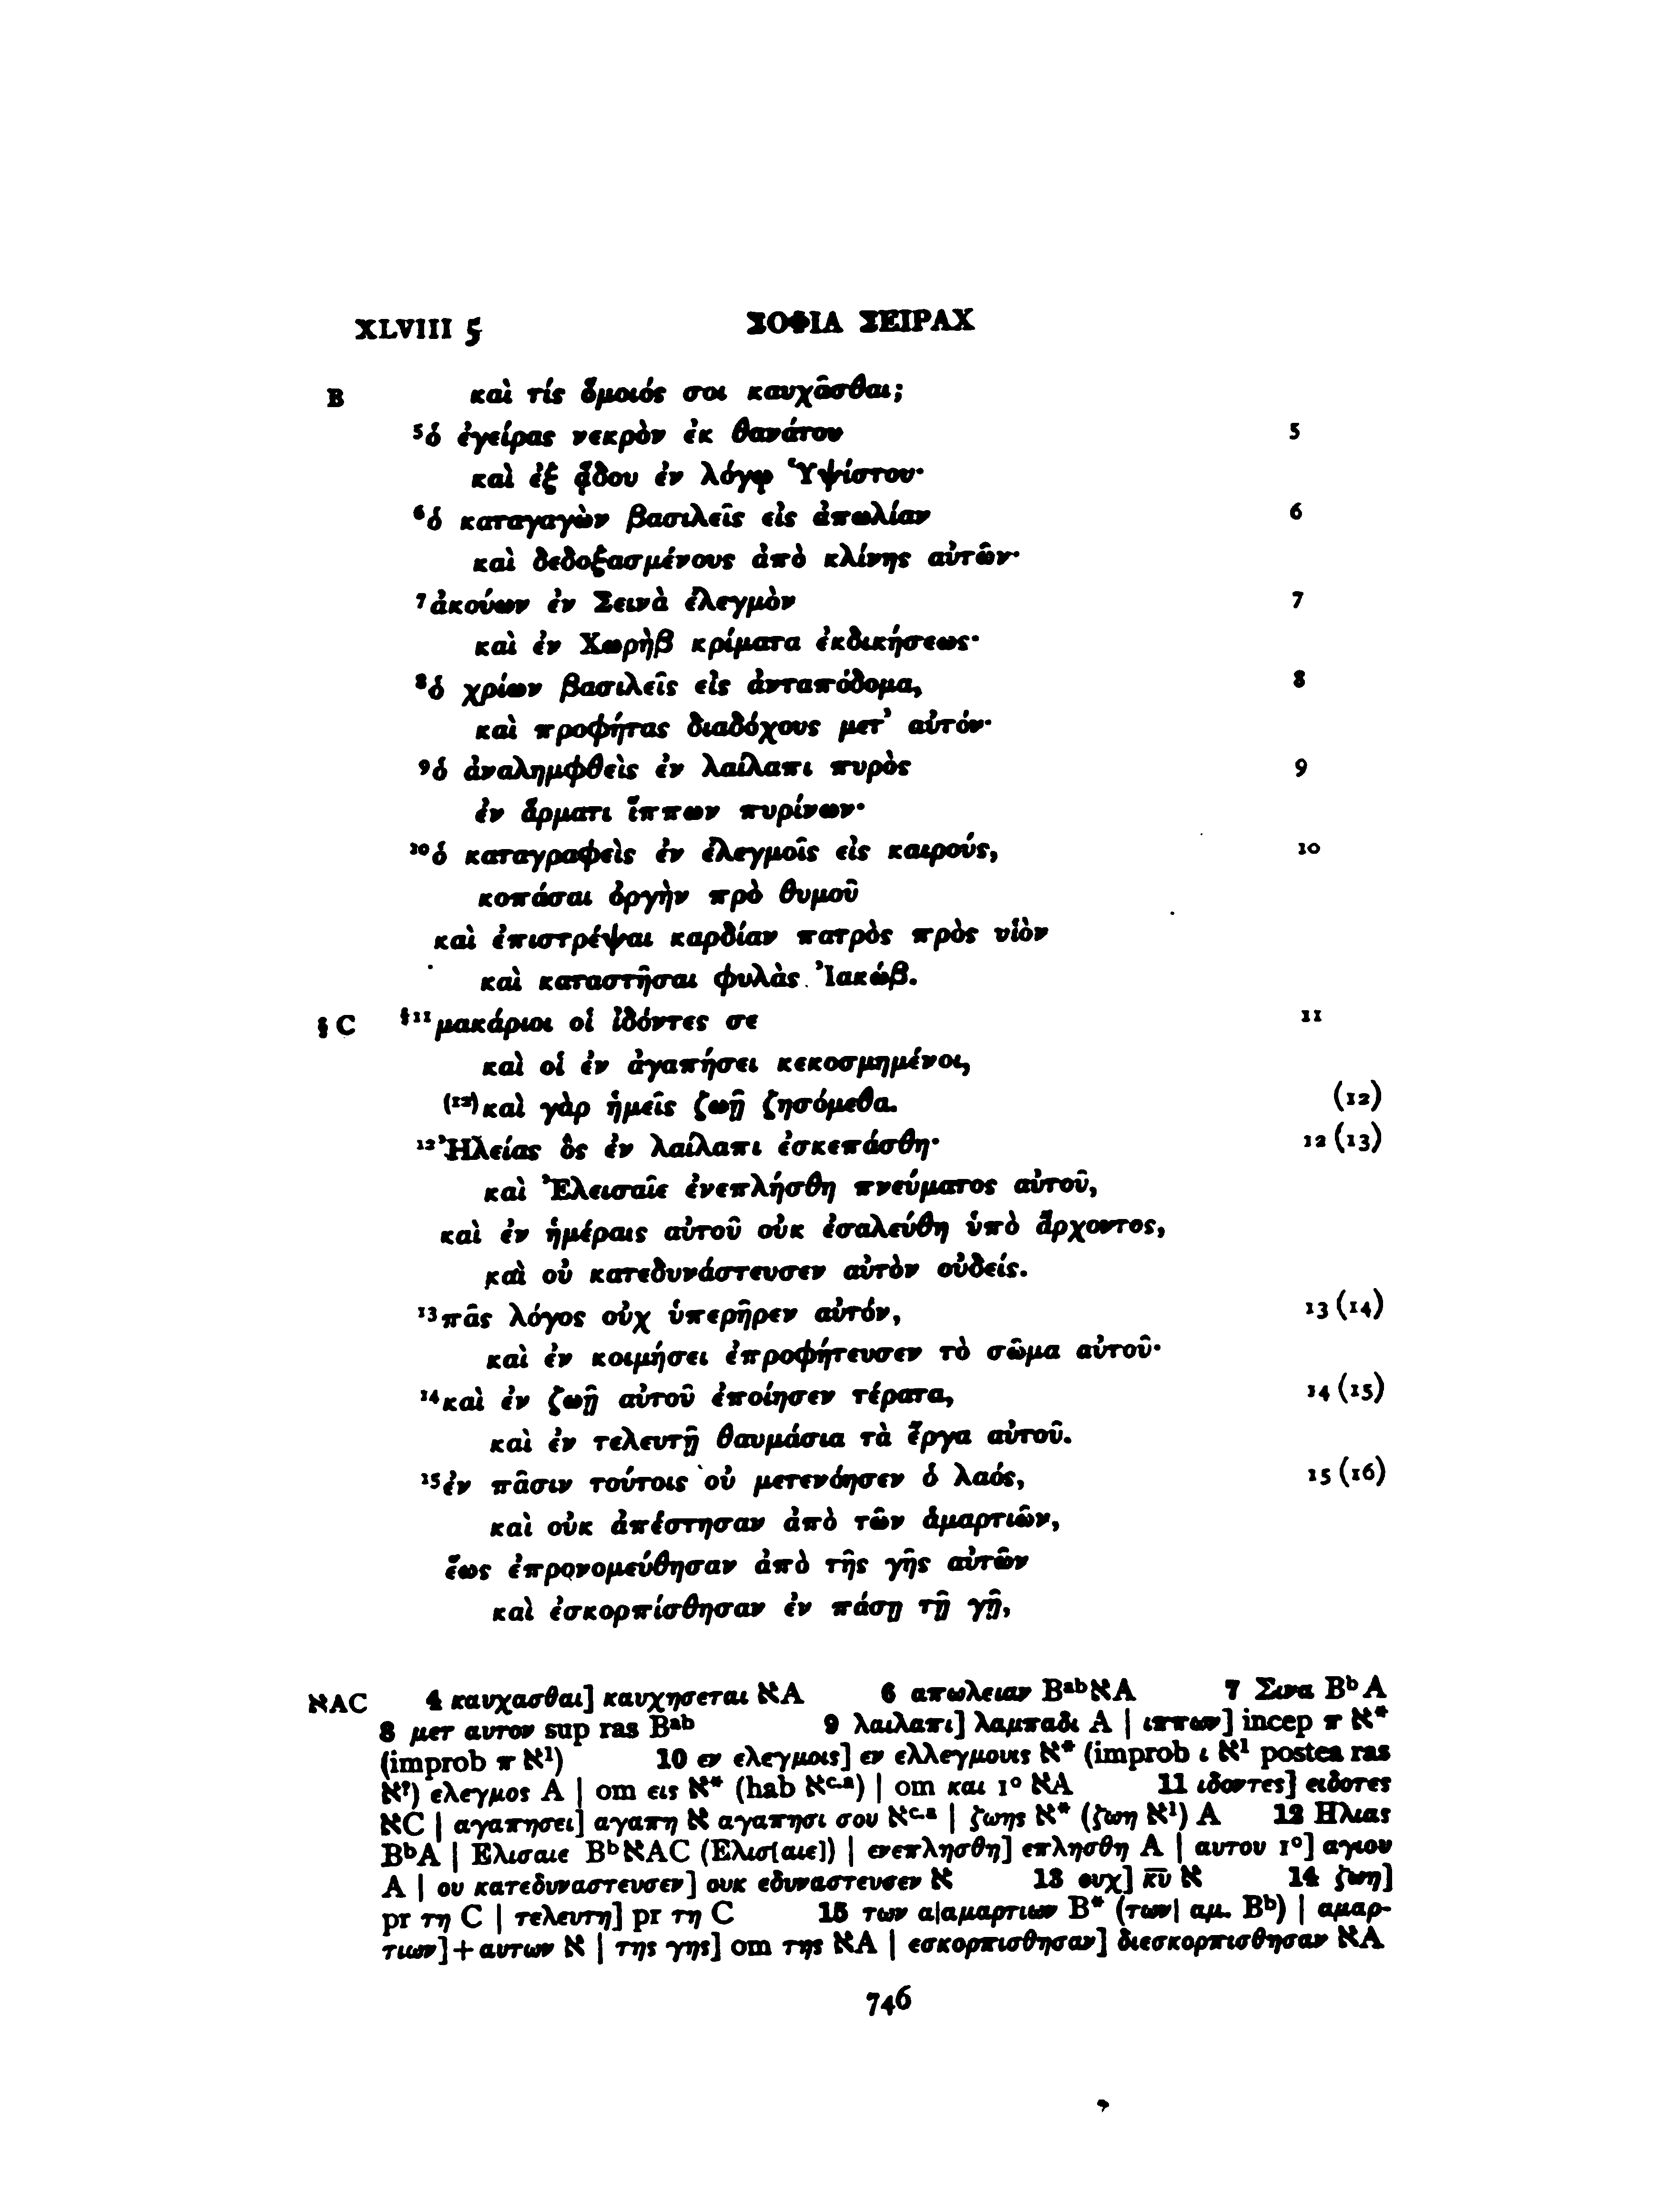 XLVIII 5 ΣΟΦΙΑ ΣΕΙΡΑΧ
B καὶ τίς ὅμοιός σοι καυχᾶσθαι;
⁵ὁ ἐγείρας νεκρὸν ἐκ θανάτου 5
καὶ ἐξ ᾅδου ἐν λόγῳ Ὑψίστου·
⁶ὁ καταγαγὼν βασιλεῖς εἰς ἀπωλίαν 6
καὶ δεδοξασμένους ἀπὸ κλίνης αὐτῶν·
⁷ἀκούων ἐν Σεινὰ ἐλεγμὸν 7
καὶ ἐν Χωρὴβ κρίματα ἐκδικήσεως·
⁸ὁ χρίων βασιλεῖς εἰς ἀνταπόδομα, 8
καὶ προφήτας διαδόχους μετ’ αὐτόν·
⁹ὁ ἀναλημφθεὶς ἐν λαίλαπι πυρὸς 9
ἐν ἅρματι ἵππων πυρίνων·
¹⁰ὁ καταγραφεὶς ἐν ἐλεγμοῖς εἰς καιρούς, 10
κοπάσαι ὀργὴν πρὸ θυμοῦ
καὶ ἐπιστρέψαι καρδίαν πατρὸς πρὸς υἱὸν
καὶ καταστῆσαι φυλὰς Ἰακώβ.
§ C §¹¹μακάριοι οἱ ἰδόντες σε 11
καὶ οἱ ἐν ἀγαπήσει κεκοσμημένοι,
(¹²)καὶ γὰρ ἡμεῖς ζωῇ ζησόμεθα. (12)
¹²Ἠλείας ὃς ἐν λαίλαπι ἐσκεπάσθη· 12 (13)
καὶ Ἐλεισαῖε ἐνεπλήσθη πνεύματος αὐτοῦ,
καὶ ἐν ἡμέραις αὐτοῦ οὐκ ἐσαλεύθη ὑπὸ ἄρχοντος,
καὶ οὐ κατεδυνάστευσεν αὐτὸν οὐδείς.
¹³πᾶς λόγος οὐχ ὑπερῆρεν αὐτόν, 13 (14)
καὶ ἐν κοιμήσει ἐπροφήτευσεν τὸ σῶμα αὐτοῦ·
¹⁴καὶ ἐν ζωῇ αὐτοῦ ἐποίησεν τέρατα, 14 (15)
καὶ ἐν τελευτῇ θαυμάσια τὰ ἔργα αὐτοῦ.
¹⁵ἐν πᾶσιν τούτοις οὐ μετενόησεν ὁ λαός, 15 (16)
καὶ οὐκ ἀπέστησαν ἀπὸ τῶν ἁμαρτιῶν,
ἕως ἐπρονομεύθησαν ἀπὸ τῆς γῆς αὐτῶν
καὶ ἐσκορπίσθησαν ἐν πάσῃ τῇ γῇ,
אAC 4 καυχασθαι] καυχησεται אA 6 απωλειαν Bᵃᵇ אA 7 Σινα Bᵇ A
8 μετ αυτον sup ras Bᵃᵇ 9 λαιλαπι] λαμπαδι A | ιππων] incep π א*
(improb π א¹) 10 εν ελεγμοις] εν ελλεγμουις א* (improb ι א¹ postea ras
א?) ελεγμος A | om εις א* (hab אᶜ·ᵃ) | om και 1° אA 11 ιδοντες] ειδοτες
אC | αγαπησει] αγαπη א αγαπησι σου אᶜ·ᵃ | ζωης א* (ζωη א¹) A 12 Ηλιας
BᵇA | Ελισαιε Bᵇ אAC (Ελισ[αιε]) | ενεπλησθη] επλησθη A | αυτου 1°] αγιου
A | ου κατεδυναστευσεν] ουκ εδυναστευσεν א 13 ουχ] κ̅υ̅ א 14 ζωη]
pr τη C | τελευτη] pr τη C 15 των α|αμαρτιων B* (των| αμ. Bᵇ) | αμαρ-
τιων]+αυτων א | της γης] om της אA | εσκορπισθησαν] διεσκορπισθησαν אA
746